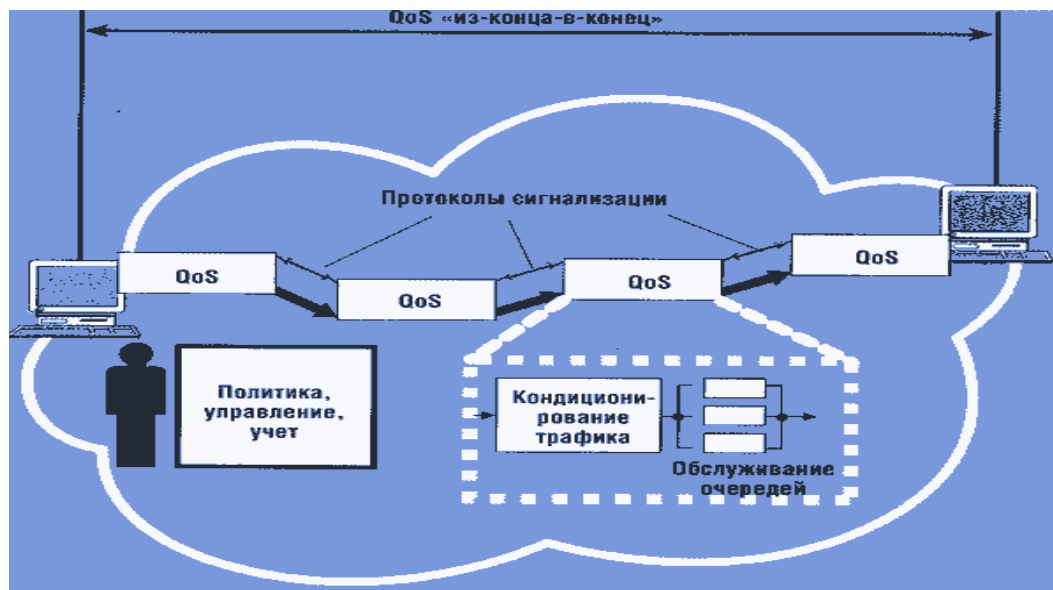 QoS «из-конца-в-конец»
Протоколы сигнализации
QoS
QoS
QoS
QoS
Политика,
управление,
учет
Кондициони-
рование
трафика
Обслуживание
очередей